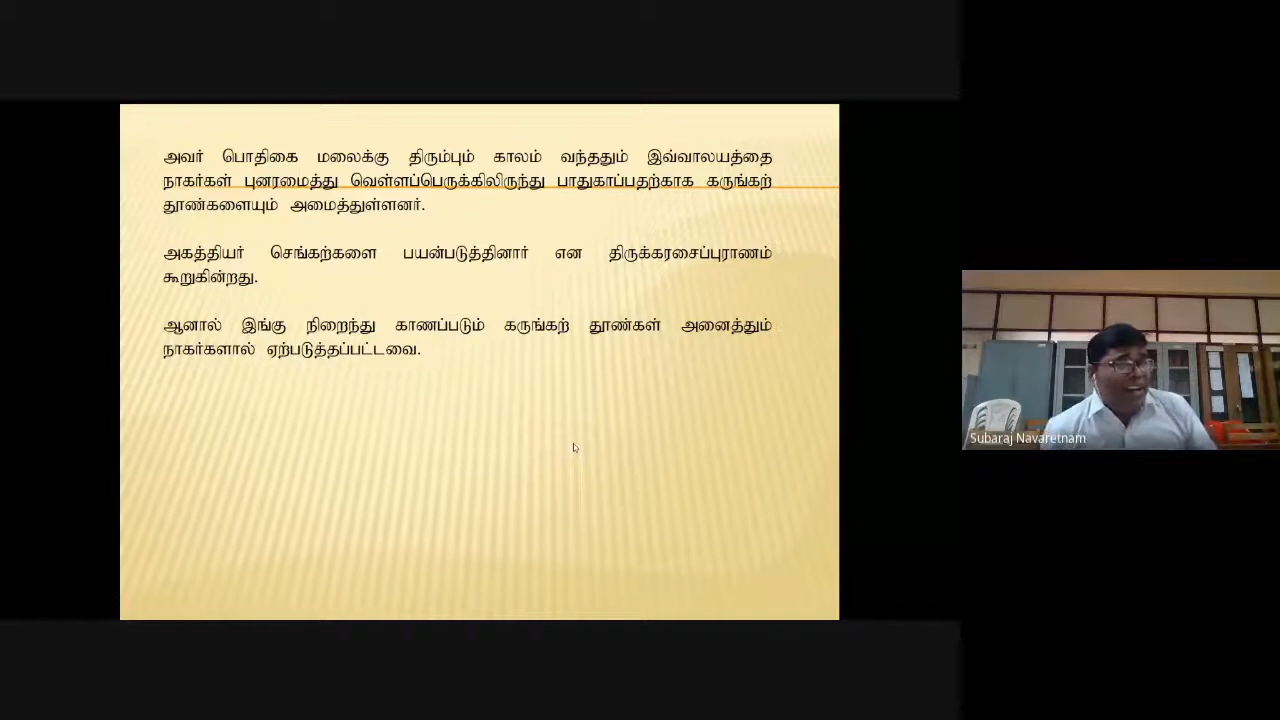 அவர் பொதிகை மலைக்கு திரும்பும் காலம் வந்ததும் இவ்வாலயத்தை
நாகர்கள் புனரமைத்து வெள்ளப்பெருக்கிலிருந்து பாதுகாப்பதற்காக கருங்கற்
தூண்களையும் அமைத்துள்ளனர்.
அகத்தியர் செங்கற்களை பயன்படுத்தினார் என திருக்கரசைப்புராணம்
கூறுகின்றது.
ஆனால் இங்கு நிறைந்து காணப்படும் கருங்கற் தூண்கள் அனைத்தும்
நாகர்களால் ஏற்படுத்தப்பட்டவை.
Subaraj Navaretnam